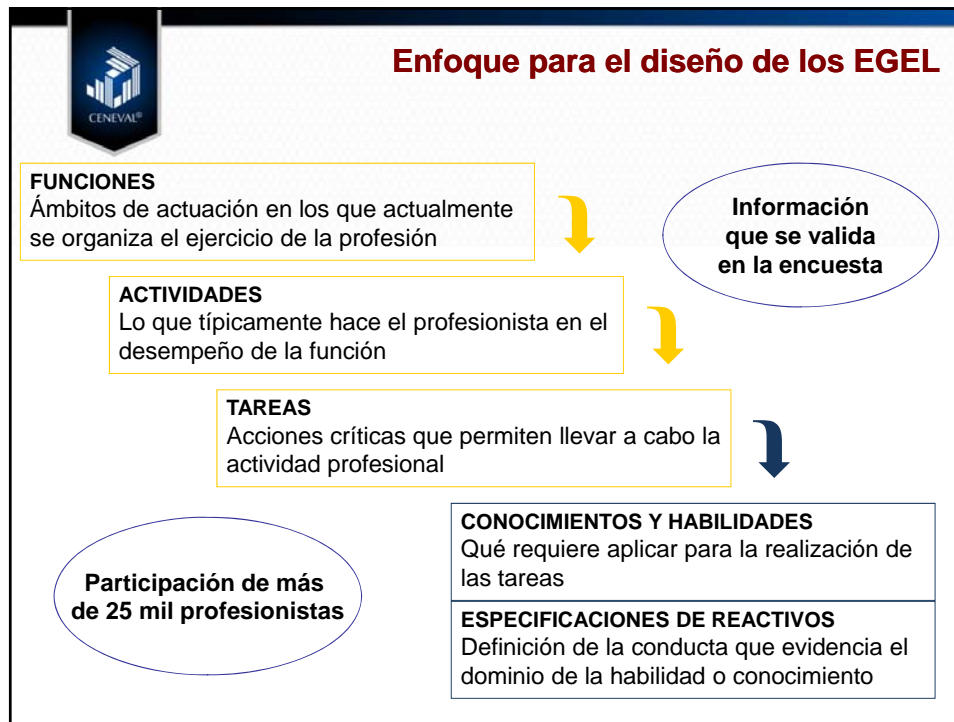 Enfoque para el diseño de los EGEL
CENEVAL®
FUNCIONES
Ámbitos de actuación en los que actualmente
se organiza el ejercicio de la profesión
Información
que se valida
en la encuesta
ACTIVIDADES
Lo que típicamente hace el profesionista en el
desempeño de la función
TAREAS
Acciones críticas que permiten llevar a cabo la
actividad profesional
CONOCIMIENTOS Y HABILIDADES
Qué requiere aplicar para la realización de
las tareas
Participación de más
de 25 mil profesionistas
ESPECIFICACIONES DE REACTIVOS
Definición de la conducta que evidencia el
dominio de la habilidad o conocimiento